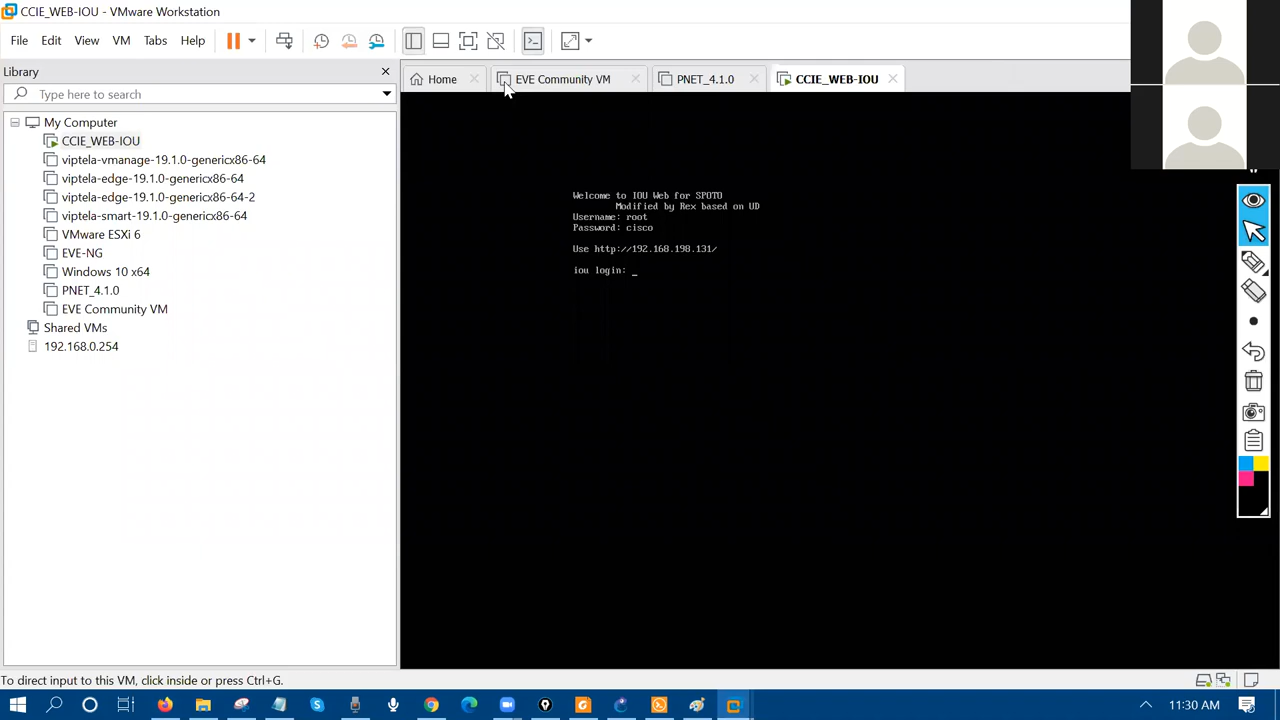 CCIE_WEB-IOU - VMware Workstation
File Edit View VM Tabs Help
Library
Type here to search
My Computer
CCIE_WEB-IOU
viptela-vmanage-19.1.0-genericx86-64
viptela-edge-19.1.0-genericx86-64
viptela-edge-19.1.0-genericx86-64-2
viptela-smart-19.1.0-genericx86-64
VMware ESXi 6
EVE-NG
Windows 10 x64
PNET_4.1.0
EVE Community VM
Shared VMs
192.168.0.254
Home EVE Community VM PNET_4.1.0 CCIE_WEB-IOU
Welcome to IOU Web for SPOTO
Modified by Rex based on UD
Username: root
Password: cisco
Use http://192.168.198.131/
iou login: _
To direct input to this VM, click inside or press Ctrl+G.
11:30 AM